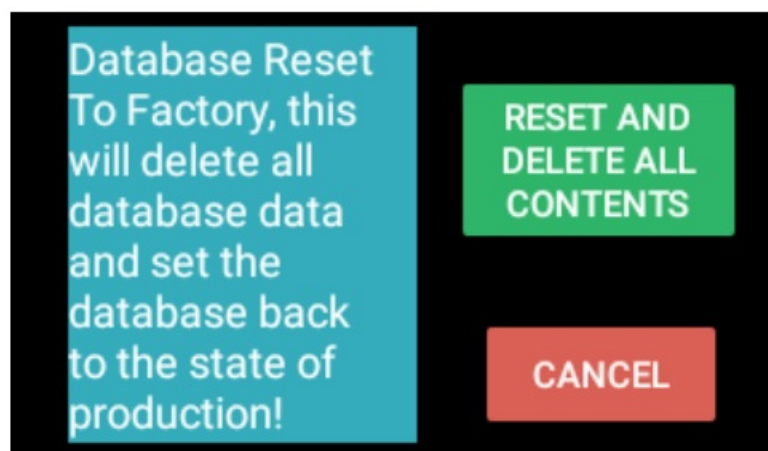 Database Reset
To Factory, this
will delete all
database data
and set the
database back
to the state of
production!
RESET AND
DELETE ALL
CONTENTS
CANCEL